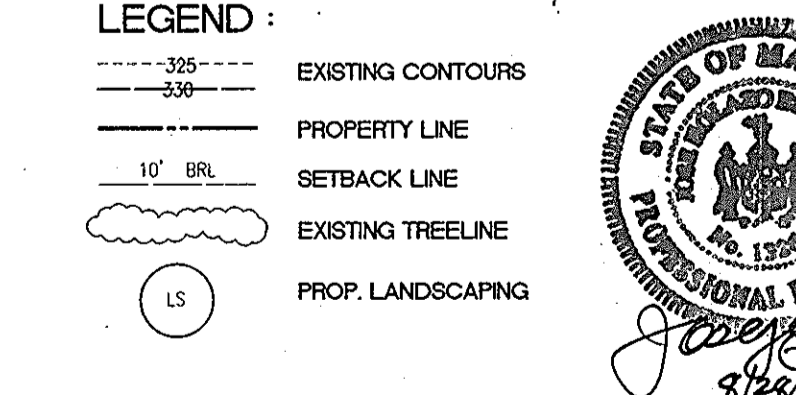 LEGEND :
325
330
EXISTING CONTOURS
PROPERTY LINE
10' BRL
SETBACK LINE
EXISTING TREELINE
LS
PROP. LANDSCAPING
STATE OF
PROFESSIONAL
No.